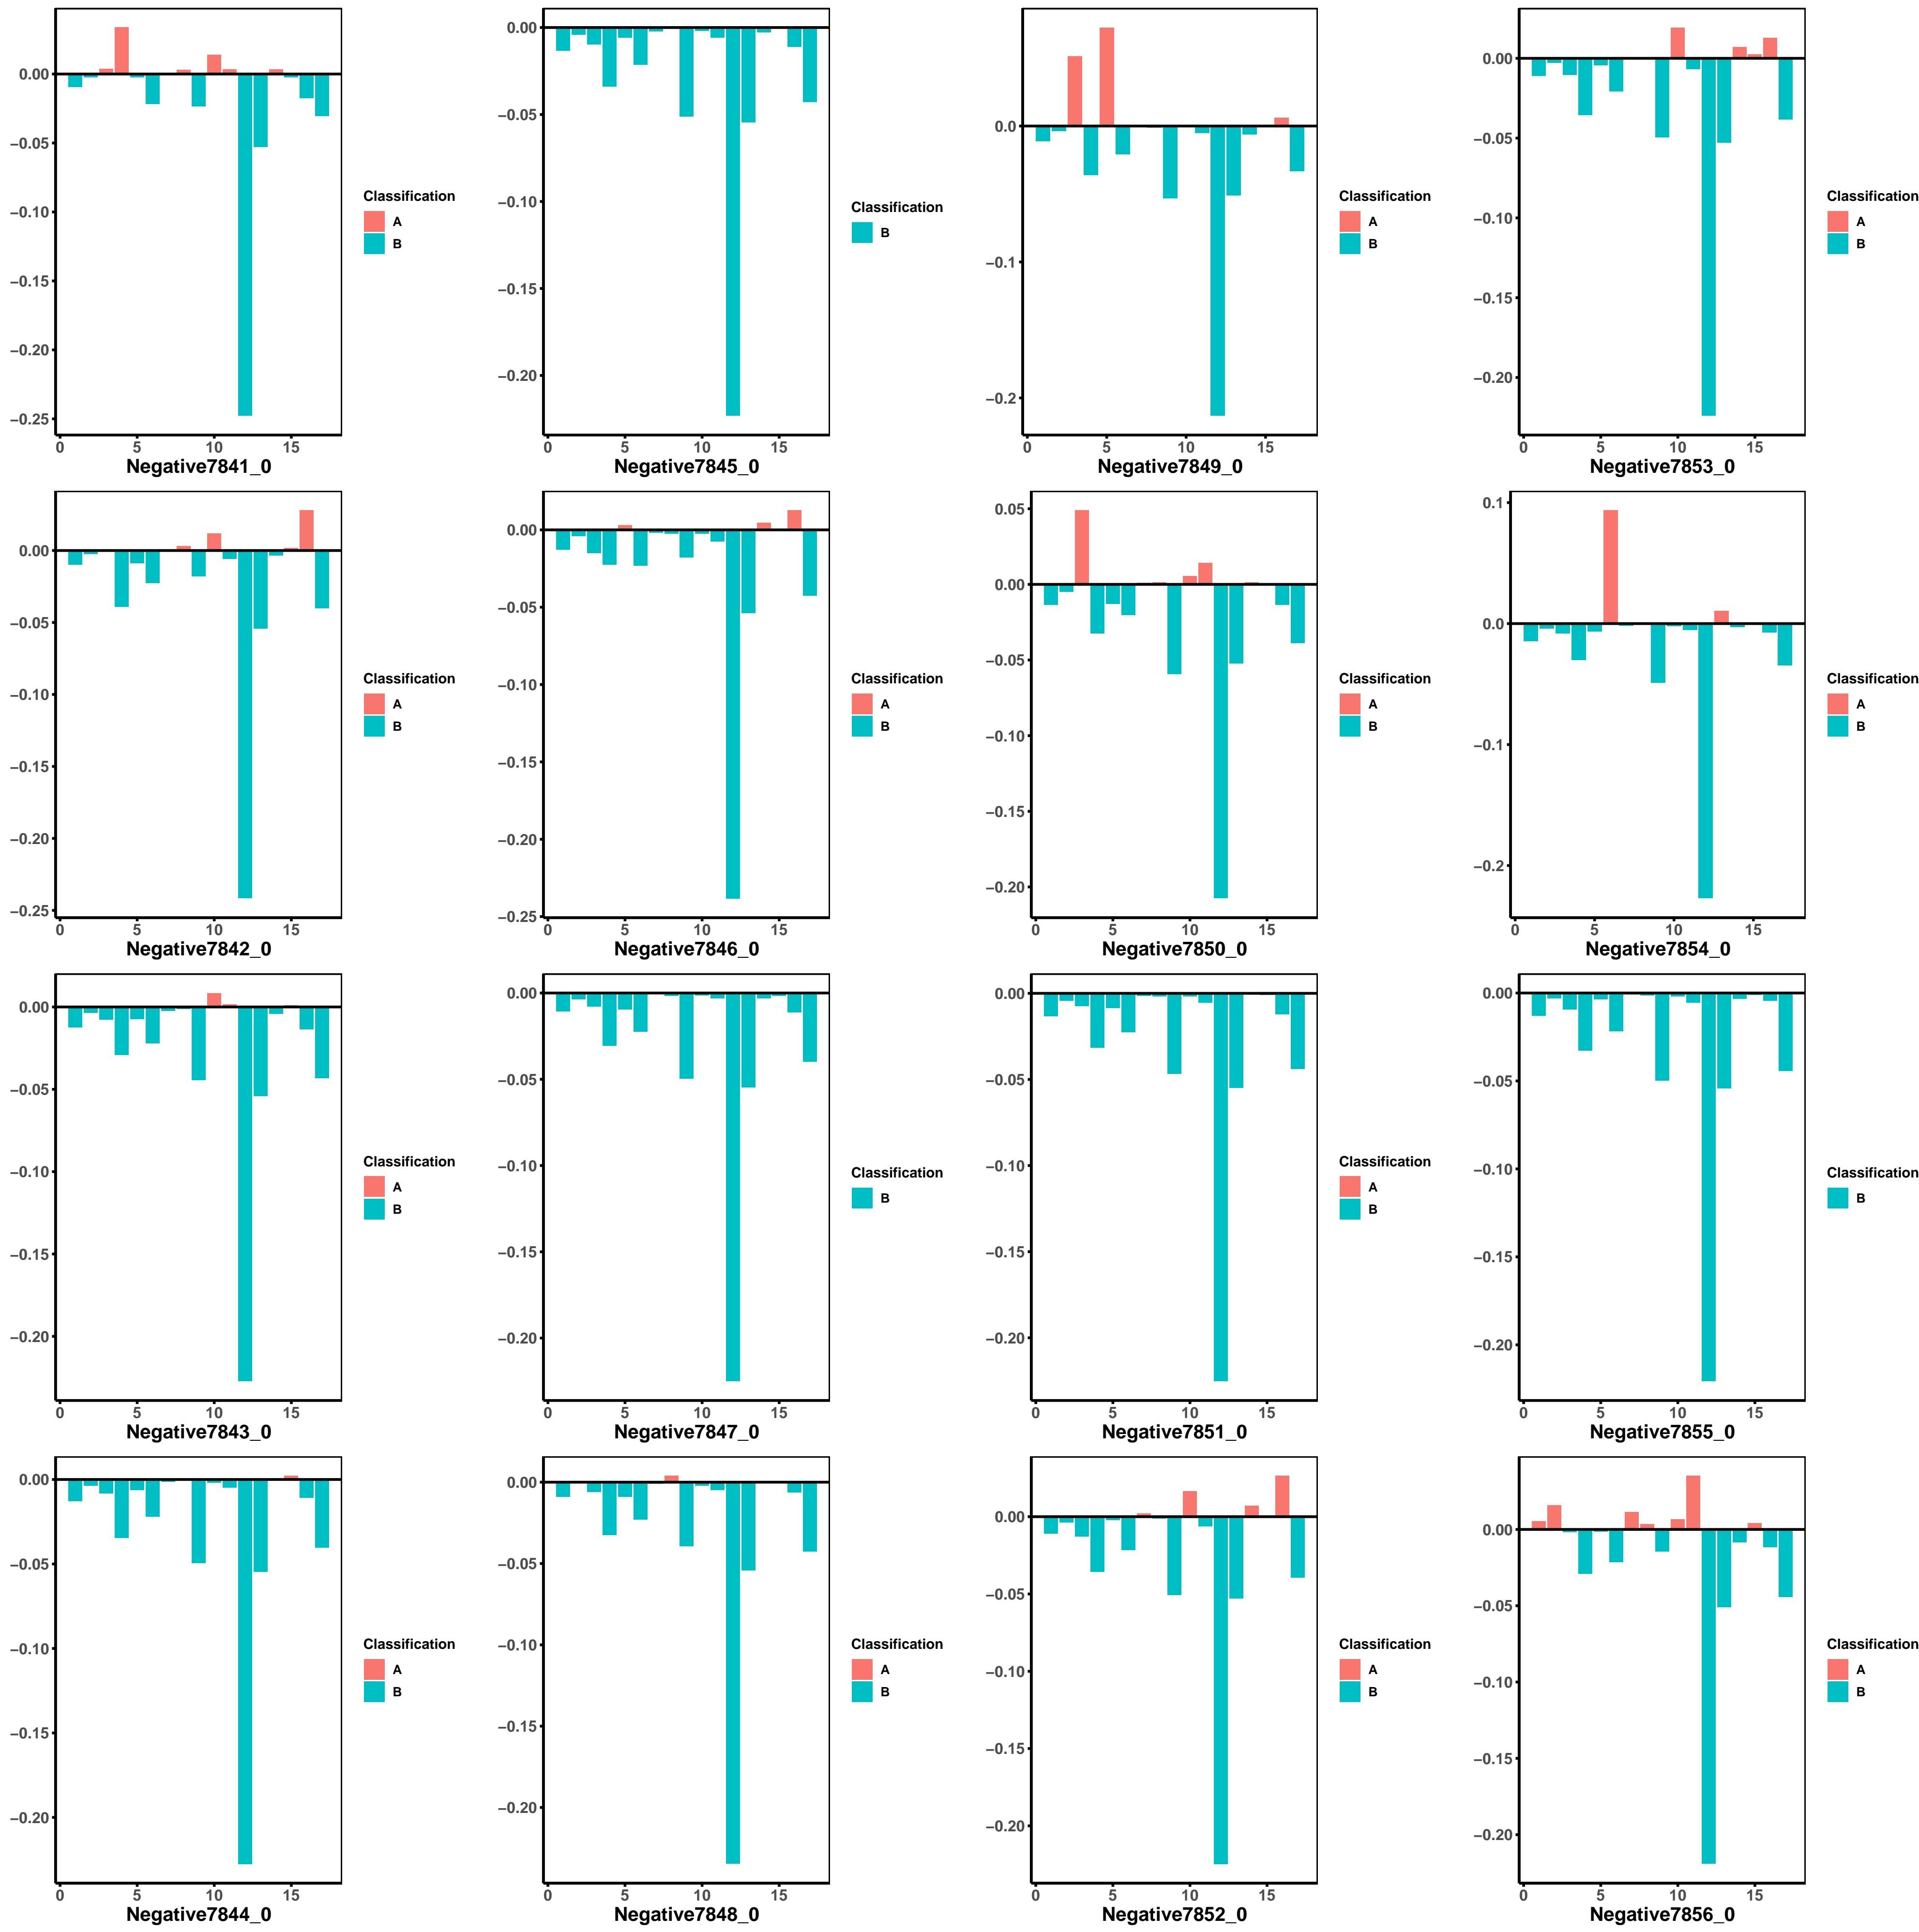 0.00
−0.05
−0.10
−0.15
−0.20
−0.25
0 5 10 15
Negative7841_0
Classification
A
B
0.00
−0.05
−0.10
−0.15
−0.20
0 5 10 15
Negative7845_0
Classification
B
0.0
−0.1
−0.2
0 5 10 15
Negative7849_0
Classification
A
B
0.00
−0.05
−0.10
−0.15
−0.20
0 5 10 15
Negative7853_0
Classification
A
B
0.00
−0.05
−0.10
−0.15
−0.20
−0.25
0 5 10 15
Negative7842_0
Classification
A
B
0.00
−0.05
−0.10
−0.15
−0.20
−0.25
0 5 10 15
Negative7846_0
Classification
A
B
0.05
0.00
−0.05
−0.10
−0.15
−0.20
0 5 10 15
Negative7850_0
Classification
A
B
0.1
0.0
−0.1
−0.2
0 5 10 15
Negative7854_0
Classification
A
B
0.00
−0.05
−0.10
−0.15
−0.20
0 5 10 15
Negative7843_0
Classification
A
B
0.00
−0.05
−0.10
−0.15
−0.20
0 5 10 15
Negative7847_0
Classification
B
0.00
−0.05
−0.10
−0.15
−0.20
0 5 10 15
Negative7851_0
Classification
A
B
0.00
−0.05
−0.10
−0.15
−0.20
0 5 10 15
Negative7855_0
Classification
B
0.00
−0.05
−0.10
−0.15
−0.20
0 5 10 15
Negative7844_0
Classification
A
B
0.00
−0.05
−0.10
−0.15
−0.20
0 5 10 15
Negative7848_0
Classification
A
B
0.00
−0.05
−0.10
−0.15
−0.20
0 5 10 15
Negative7852_0
Classification
A
B
0.00
−0.05
−0.10
−0.15
−0.20
0 5 10 15
Negative7856_0
Classification
A
B